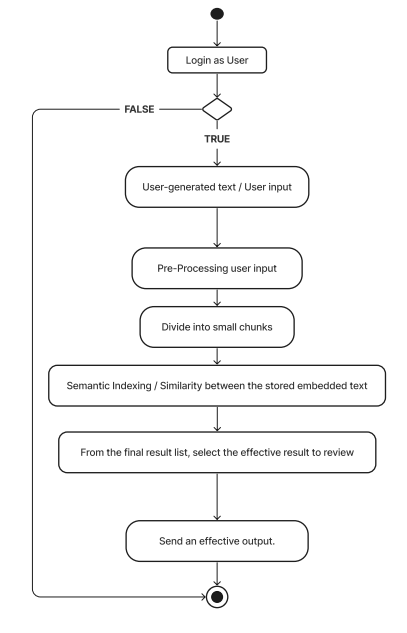 Login as User
FALSE
TRUE
User-generated text / User input
Pre-Processing user input
Divide into small chunks
Semantic Indexing / Similarity between the stored embedded text
From the final result list, select the effective result to review
Send an effective output.